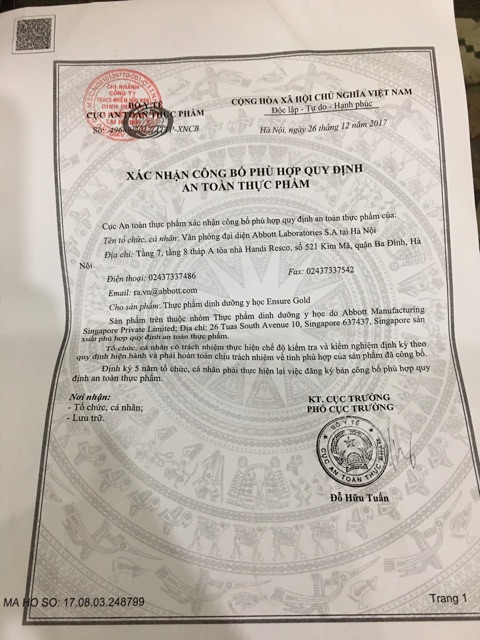 BỘ Y TẾ
CỤC AN TOÀN THỰC PHẨM
CỘNG HÒA XÃ HỘI CHỦ NGHĨA VIỆT NAM
Độc lập - Tự do - Hạnh phúc
Hà Nội, ngày 26 tháng 12 năm 2017
XÁC NHẬN CÔNG BỐ PHÙ HỢP QUY ĐỊNH
AN TOÀN THỰC PHẨM
Cục An toàn thực phẩm xác nhận công bố phù hợp quy định an toàn thực phẩm của:
Tên tổ chức, cá nhân: Văn phòng đại diện Abbott Laboratories S.A tại Hà Nội
Địa chỉ: Tầng 7, tầng 8 tháp A tòa nhà Handi Resco, số 521 Kim Mã, quận Ba Đình, Hà
Nội
Điện thoại: 02437337486 Fax: 02437337542
Email: ra.vn@abbott.com
Cho sản phẩm: Thực phẩm dinh dưỡng y học Ensure Gold
Sản phẩm trên thuộc nhóm Thực phẩm dinh dưỡng y học do Abbott Manufacturing
Singapore Private Limited; Địa chỉ: 26 Tuas South Avenue 10, Singapore 637437, Singapore sản
xuất phù hợp quy định an toàn thực phẩm.
Tổ chức, cá nhân có trách nhiệm thực hiện chế độ kiểm tra và kiểm nghiệm định kỳ theo
quy định hiện hành và phải hoàn toàn chịu trách nhiệm về tính phù hợp của sản phẩm đã công bố.
Định kỳ 5 năm tổ chức, cá nhân phải thực hiện lại việc đăng ký bản công bố phù hợp quy
định an toàn thực phẩm.
Nơi nhận:
- Tổ chức, cá nhân;
- Lưu trữ.
KT. CỤC TRƯỞNG
PHÓ CỤC TRƯỞNG
BỘ Y TẾ
CỤC AN TOÀN THỰC PHẨM
Đỗ Hữu Tuấn
MA HO SO: 17.08.03.248799
Trang 1